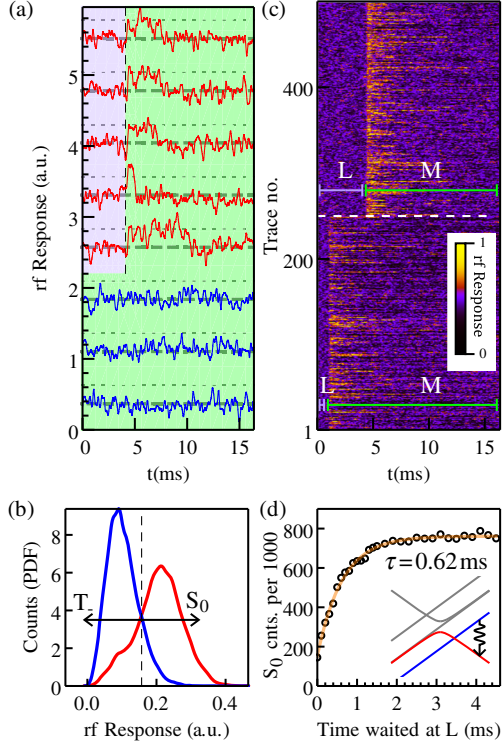 (a)
rf Response (a.u.)
5
4
3
2
1
0
0
5
10
15
t(ms)
(c)
Trace no.
400
200
1
L
M
L
M
1
rf Response
0
0
5
10
15
t(ms)
(b)
Counts (PDF)
8
6
4
2
0
T-
S0
0.0
0.2
0.4
rf Response (a.u.)
(d)
S0 cnts. per 1000
800
600
400
200
0
τ=0.62ms
0
1
2
3
4
Time waited at L (ms)